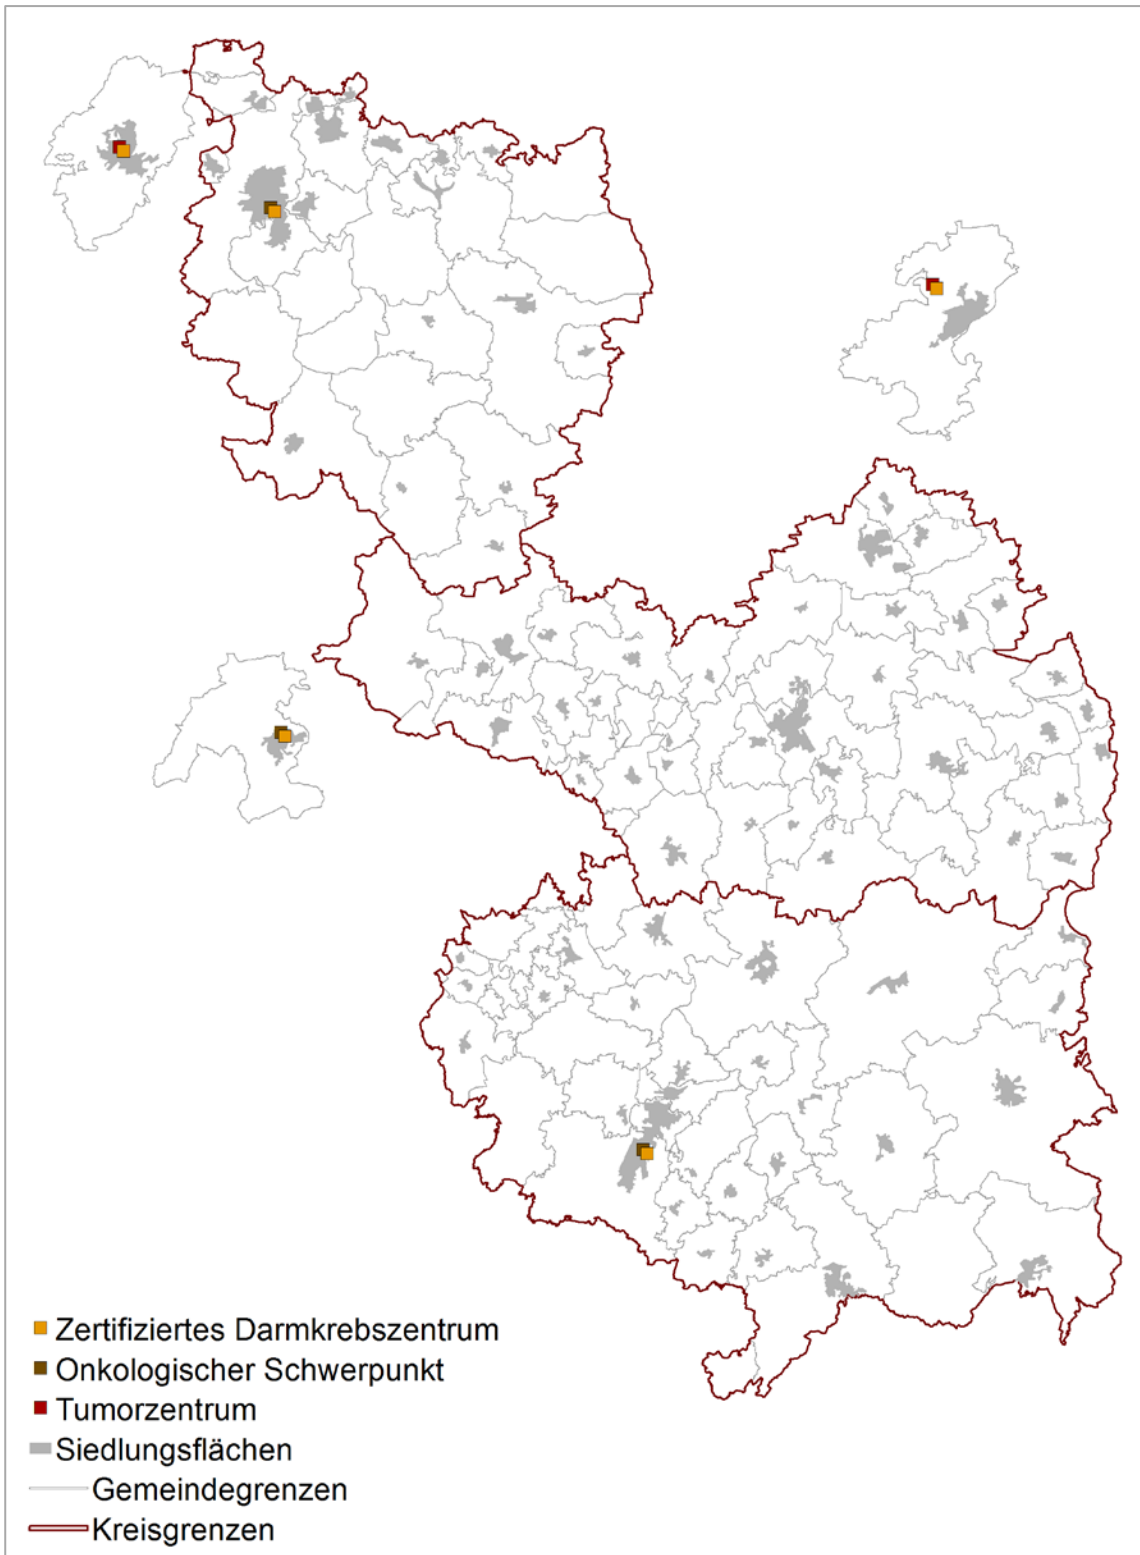 Zertifiziertes Darmkrebszentrum
Onkologischer Schwerpunkt
Tumorzentrum
Siedlungsflächen
Gemeindegrenzen
Kreisgrenzen